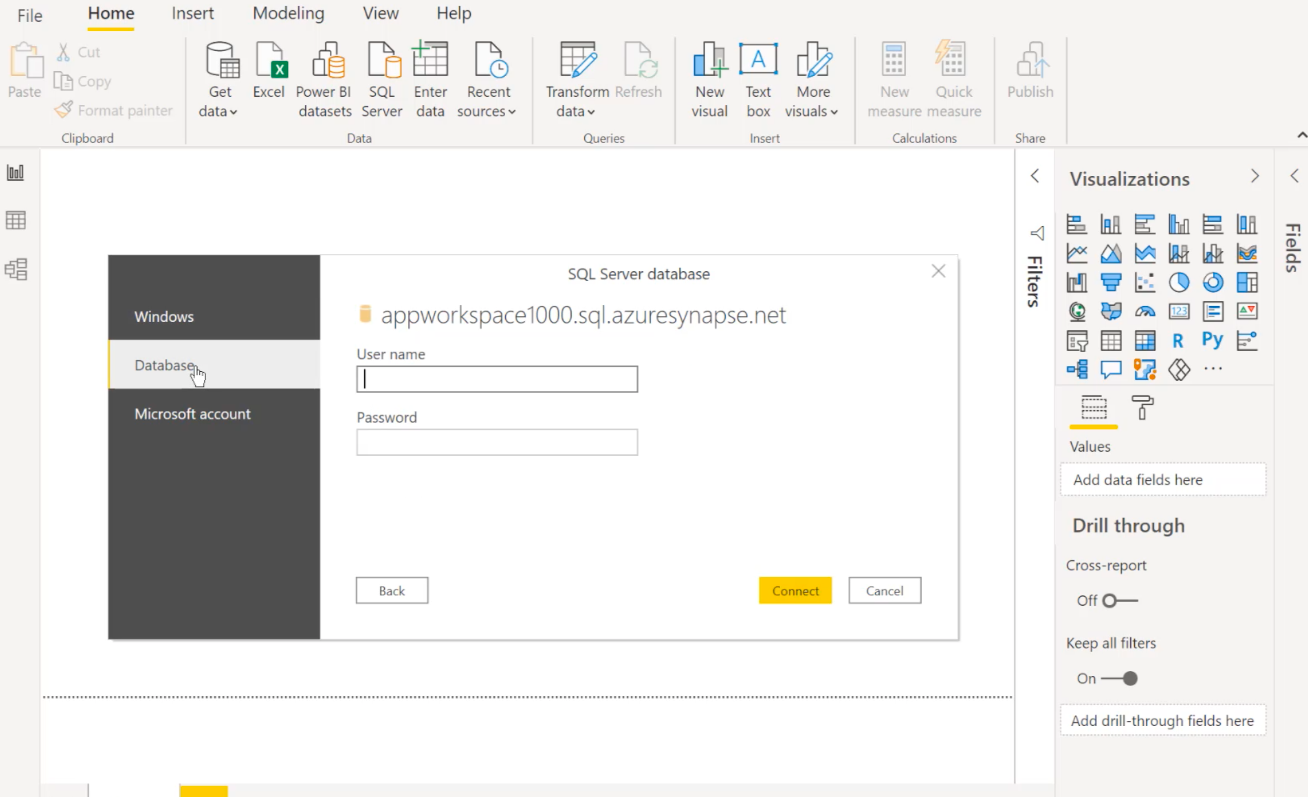 File Home Insert Modeling View Help
Paste
Cut
Copy
Format painter
Clipboard
Get data
Excel
Power BI datasets
SQL Server
Enter data
Recent sources
Data
Transform data
Refresh
Queries
New visual
Text box
More visuals
Insert
New measure
Quick measure
Calculations
Publish
Share
SQL Server database
Windows
Database
Microsoft account
appworkspace1000.sql.azuresynapse.net
User name
Password
Back
Connect
Cancel
Filters
Visualizations
123
R
Py
Values
Add data fields here
Drill through
Cross-report
Off
Keep all filters
On
Add drill-through fields here
Fields